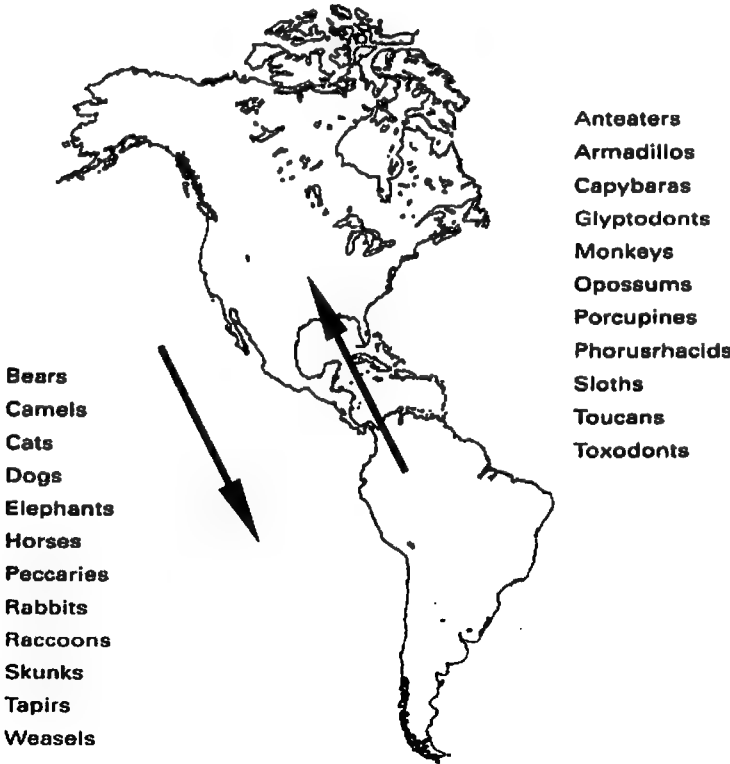 Anteaters
Armadillos
Capybaras
Glyptodonts
Monkeys
Opossums
Porcupines
Phorusrhacids
Sloths
Toucans
Toxodonts
Bears
Camels
Cats
Dogs
Elephants
Horses
Peccaries
Rabbits
Raccoons
Skunks
Tapirs
Weasels